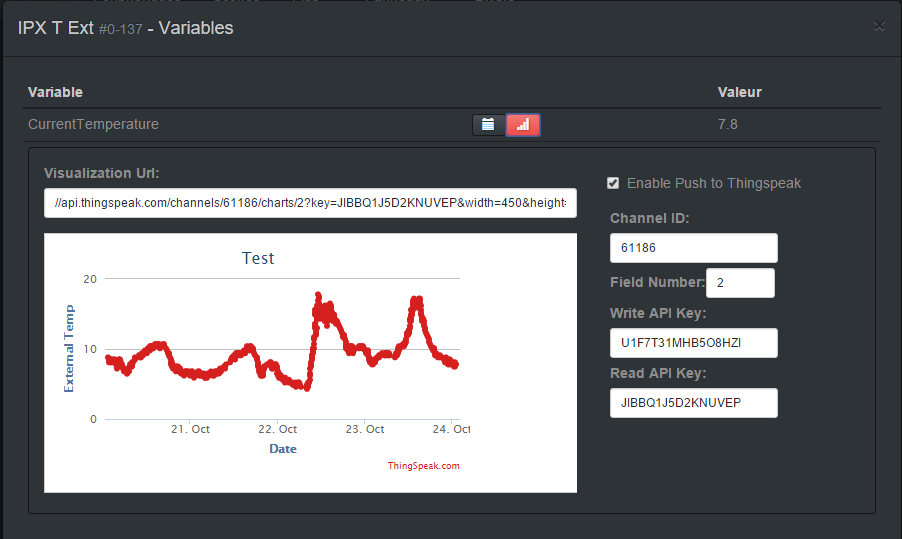 IPX T Ext #0-137 - Variables
×
Variable Valeur
CurrentTemperature 7.8
Visualization Url:
//api.thingspeak.com/channels/61186/charts/2?key=JIBBQ1J5D2KNUVEP&width=450&height=
Test
20
10
0
External Temp
21. Oct 22. Oct 23. Oct 24. Oct
Date
ThingSpeak.com
Enable Push to Thingspeak
Channel ID:
61186
Field Number: 2
Write API Key:
U1F7T31MHB5O8HZI
Read API Key:
JIBBQ1J5D2KNUVEP